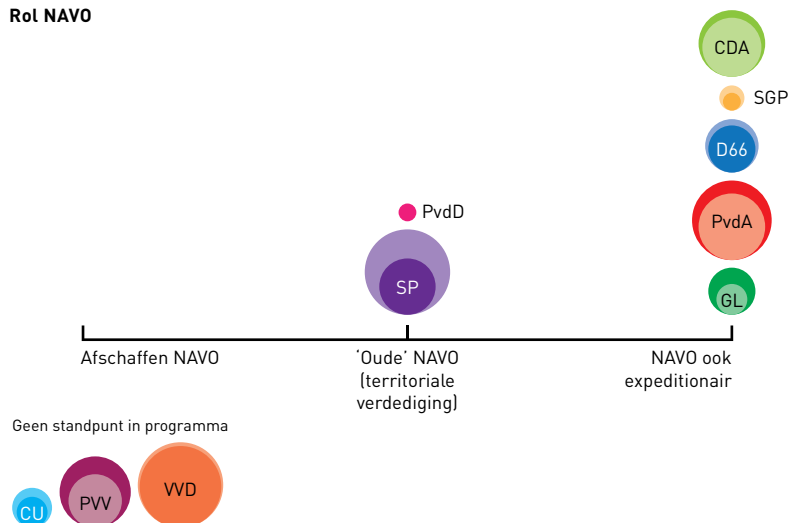 Rol NAVO
CDA
SGP
D66
PvdA
PvdD
SP
GL
Afschaffen NAVO
‘Oude’ NAVO
(territoriale
verdediging)
NAVO ook
expeditionair
Geen standpunt in programma
CU
PVV
VVD